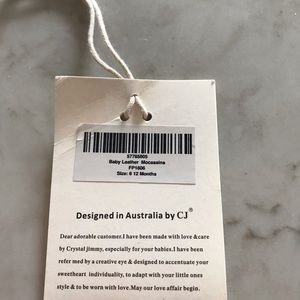 57785905
Baby Leather Mocassins
FP1606
Size: 6 12 Months
Designed in Australia by CJ®
Dear adorable customer.I have been made with love &care
by Crystal jimmy, especially for your babies.I have been
refer med by a creative eye & designed to accentuate your
sweetheart individuality, to adapt with your little ones
style & to be worn with love.May our love affair begin.